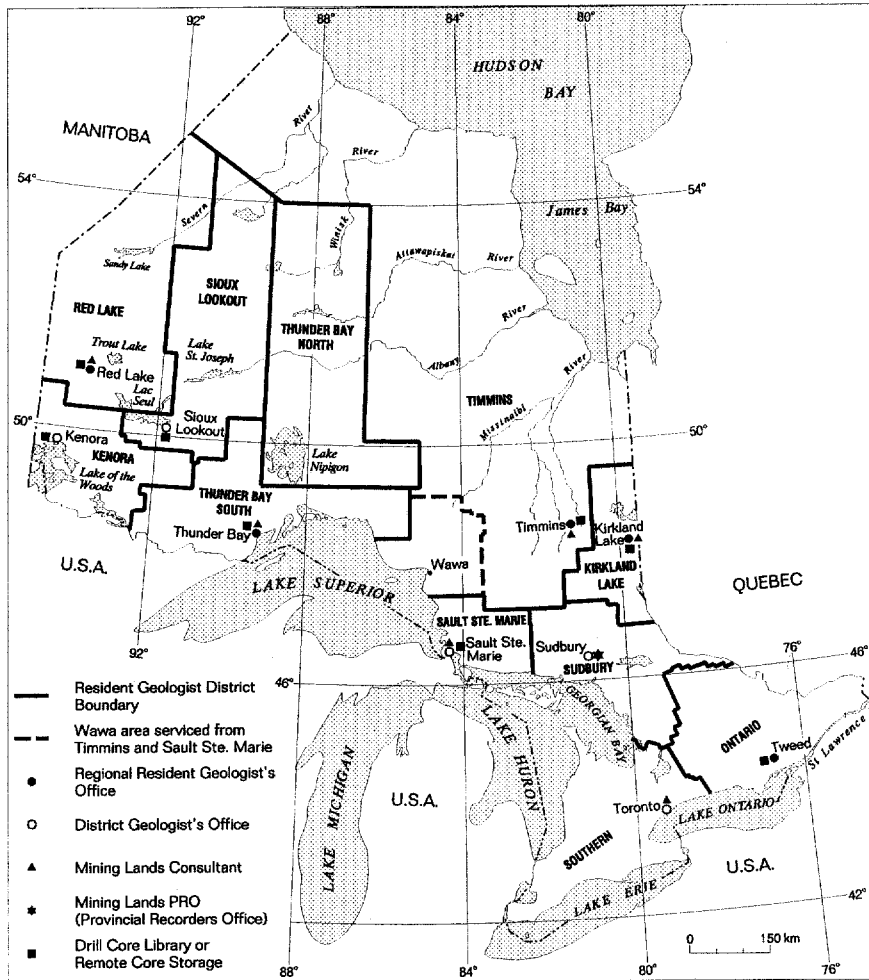 92°
88°
84°
80°
HUDSON
BAY
MANITOBA
River
River
54°
54°
Severn
Winisk
James Bay
Attawapiskat
River
Sandy Lake
SIOUX
LOOKOUT
RED LAKE
THUNDER BAY
NORTH
River
Trout Lake
Lake
St. Joseph
Albany
River
Red Lake
Lac
Seul
TIMMINS
Missinaibi
50°
50°
Sioux
Lookout
Kenora
KENORA
Lake of the
Woods
Lake
Nipigon
THUNDER BAY
SOUTH
Thunder Bay
Timmins
Kirkland
Lake
KIRKLAND
LAKE
U.S.A.
Wawa
LAKE SUPERIOR
QUEBEC
SAULT STE. MARIE
Sault Ste.
Marie
Sudbury
SUDBURY
92°
76°
46°
46°
GEORGIAN BAY
LAKE HURON
LAKE MICHIGAN
U.S.A.
ONTARIO
Tweed
St Lawrence
Toronto
LAKE ONTARIO
SOUTHERN
U.S.A.
LAKE ERIE
42°
0 150 km
88°
84°
80°
76°
Resident Geologist District
Boundary
Wawa area serviced from
Timmins and Sault Ste. Marie
Regional Resident Geologist's
Office
District Geologist's Office
Mining Lands Consultant
Mining Lands PRO
(Provincial Recorders Office)
Drill Core Library or
Remote Core Storage